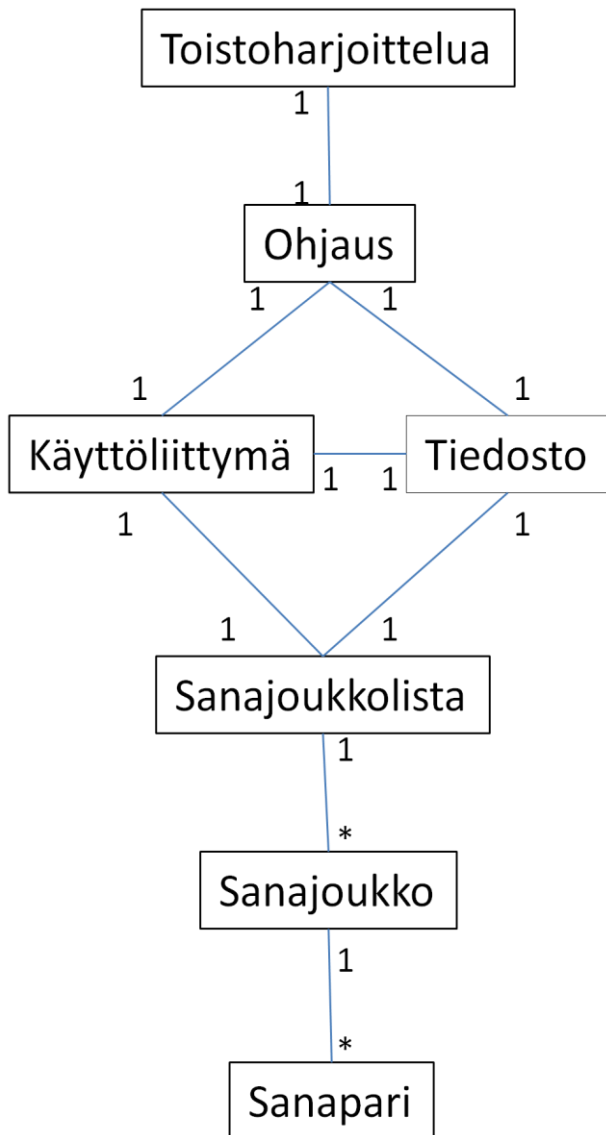 Toistoharjoittelua
1
1
Ohjaus
1 1
1 1
Käyttöliittymä Tiedosto
1 1
1 1
1 1
Sanajoukkolista
1
*
Sanajoukko
1
*
Sanapari